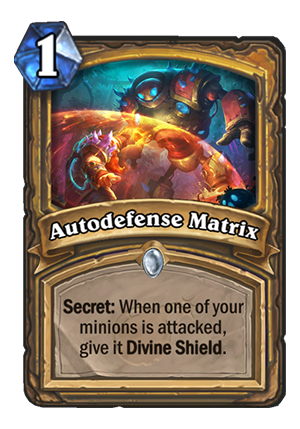 1
Autodefense Matrix
Secret: When one of your
minions is attacked,
give it Divine Shield.